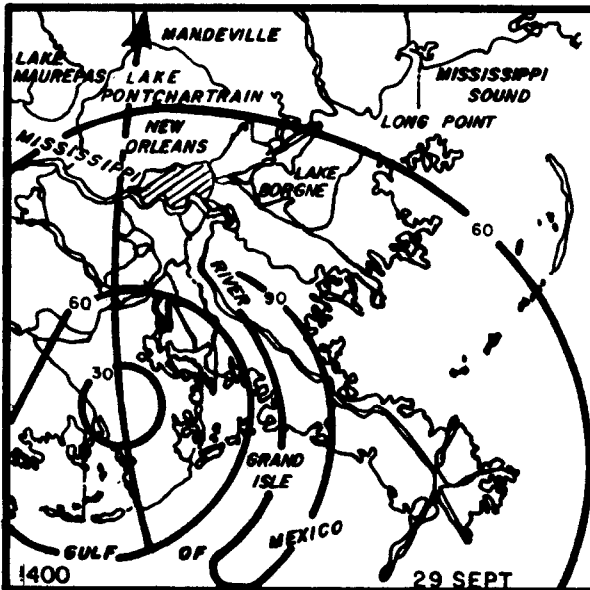 MANDEVILLE
LAKE
MAUREPAS
LAKE
PONTCHARTRAIN
MISSISSIPPI
SOUND
LONG POINT
NEW
ORLEANS
MISSISSIPPI
RIVER
LAKE
BORGNE
60
90
60
30
GRAND
ISLE
GULF OF MEXICO
1400
29 SEPT